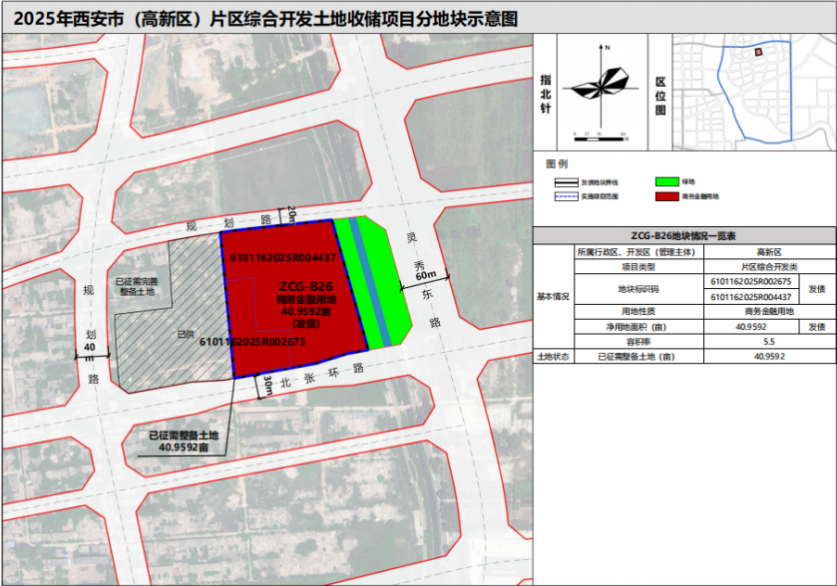 2025年西安市（高新区）片区综合开发土地收储项目分地块示意图
指北针
N
区位图
图 例
发债地块界线
绿地
实施项目范围
商务金融用地
规 划 路
20m
灵秀东路
60m
6101162025R004437
ZCG-B26
商务金融用地
40.9592亩
(发债)
6101162025R002675
已征需完善
整备土地
已供
规划路
40m
30m
北 张 环 路
已征需整备土地
40.9592亩
ZCG-B26地块情况一览表
基本情况
所属行政区、开发区（管理主体） 高新区
项目类型 片区综合开发类
地块标识码 6101162025R002675 发债
6101162025R004437
用地性质 商务金融用地
净用地面积（亩） 40.9592 发债
容积率 5.5
土地状态 已征需整备土地（亩） 40.9592